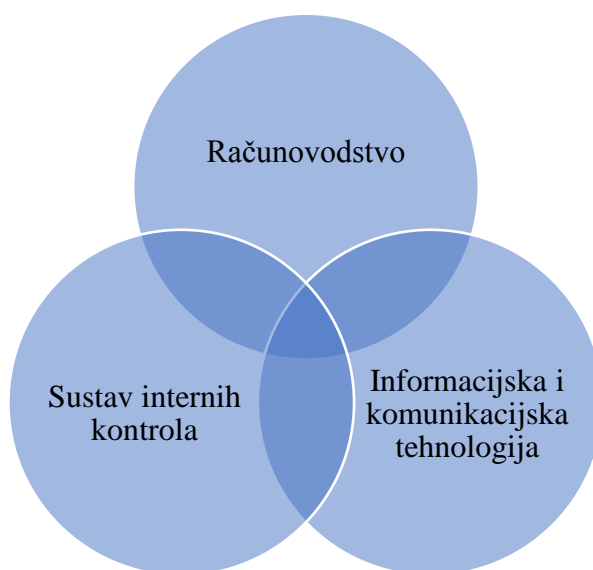 Računovodstvo
Sustav internih
kontrola
Informacijska i
komunikacijska
tehnologija